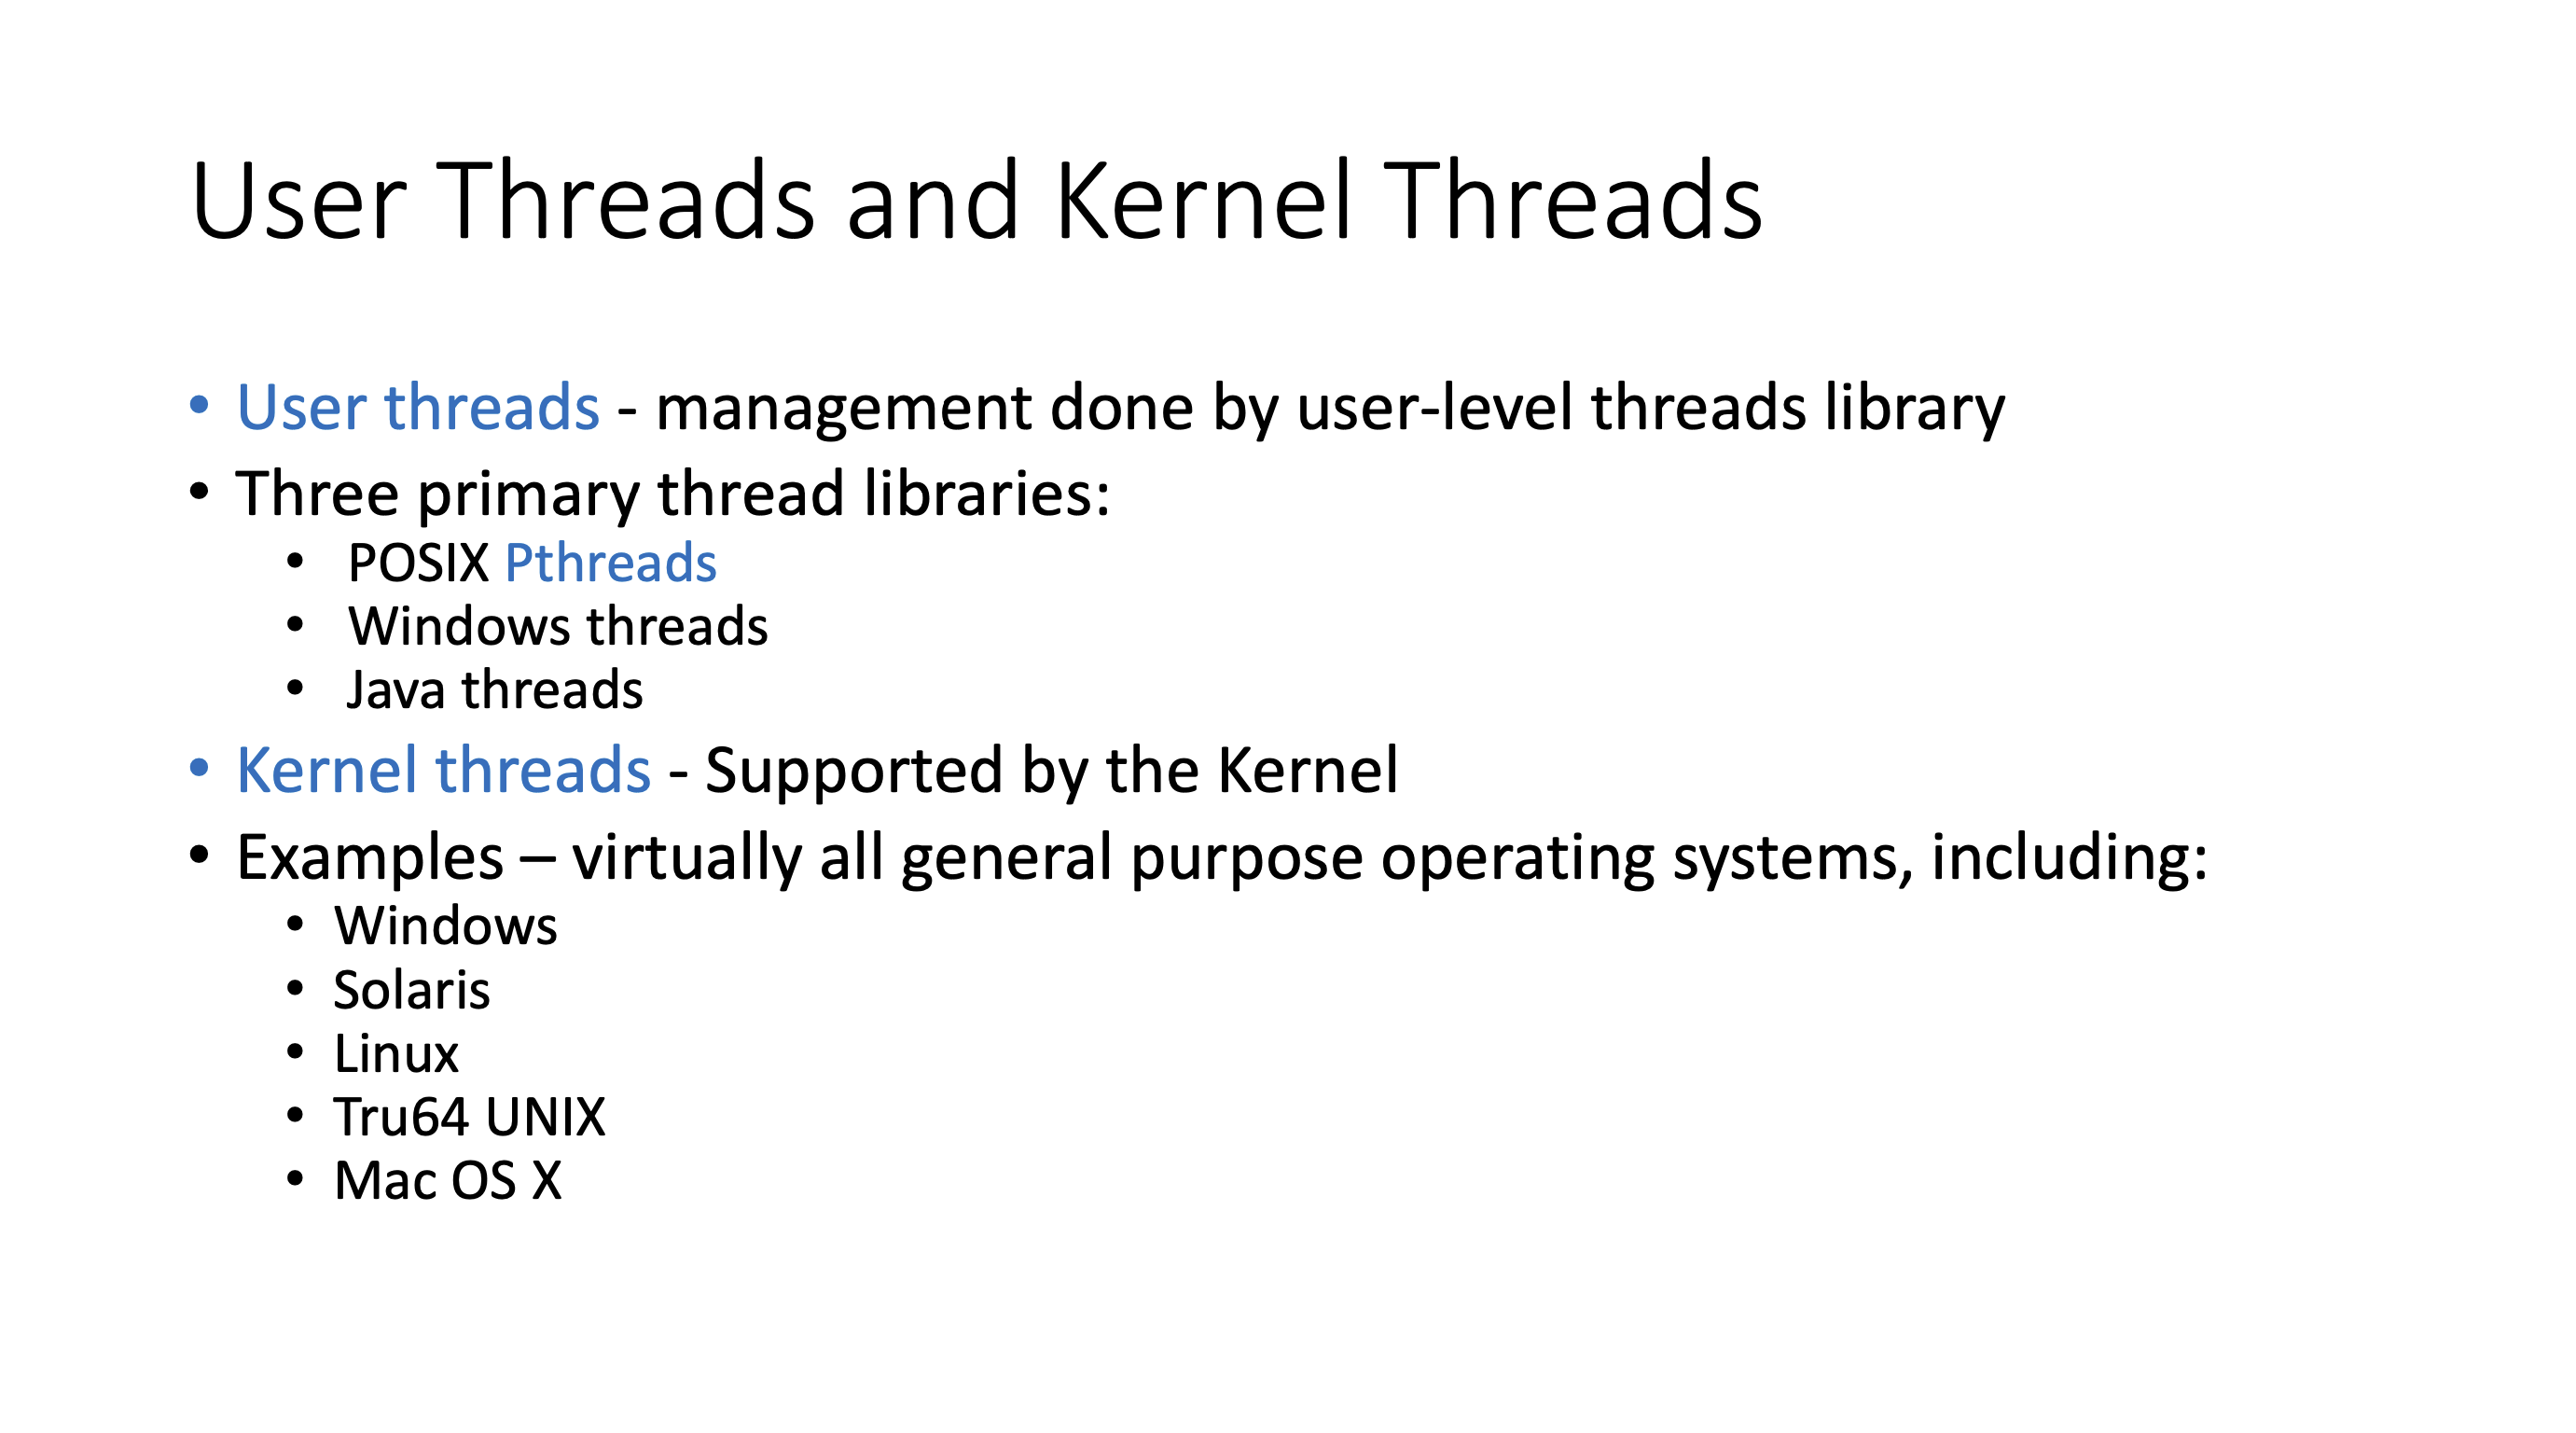 User Threads and Kernel Threads
• User threads - management done by user-level threads library
• Three primary thread libraries:
• POSIX Pthreads
• Windows threads
• Java threads
• Kernel threads - Supported by the Kernel
• Examples – virtually all general purpose operating systems, including:
• Windows
• Solaris
• Linux
• Tru64 UNIX
• Mac OS X